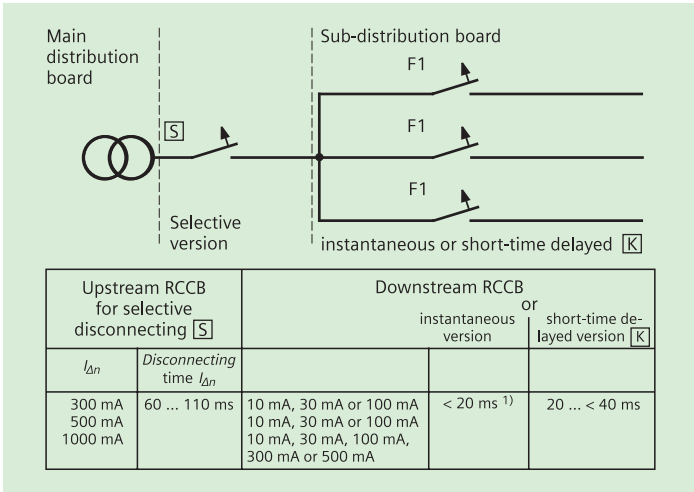 Main
distribution
board
Sub-distribution board
F1
S
F1
F1
Selective
version
instantaneous or short-time delayed K
Upstream RCCB
for selective
disconnecting S
Downstream RCCB
or
instantaneous
version
short-time de-
layed version K
IΔn
Disconnecting
time IΔn
300 mA
500 mA
1000 mA
60 ... 110 ms
10 mA, 30 mA or 100 mA
10 mA, 30 mA or 100 mA
10 mA, 30 mA, 100 mA,
300 mA or 500 mA
< 20 ms 1)
20 ... < 40 ms